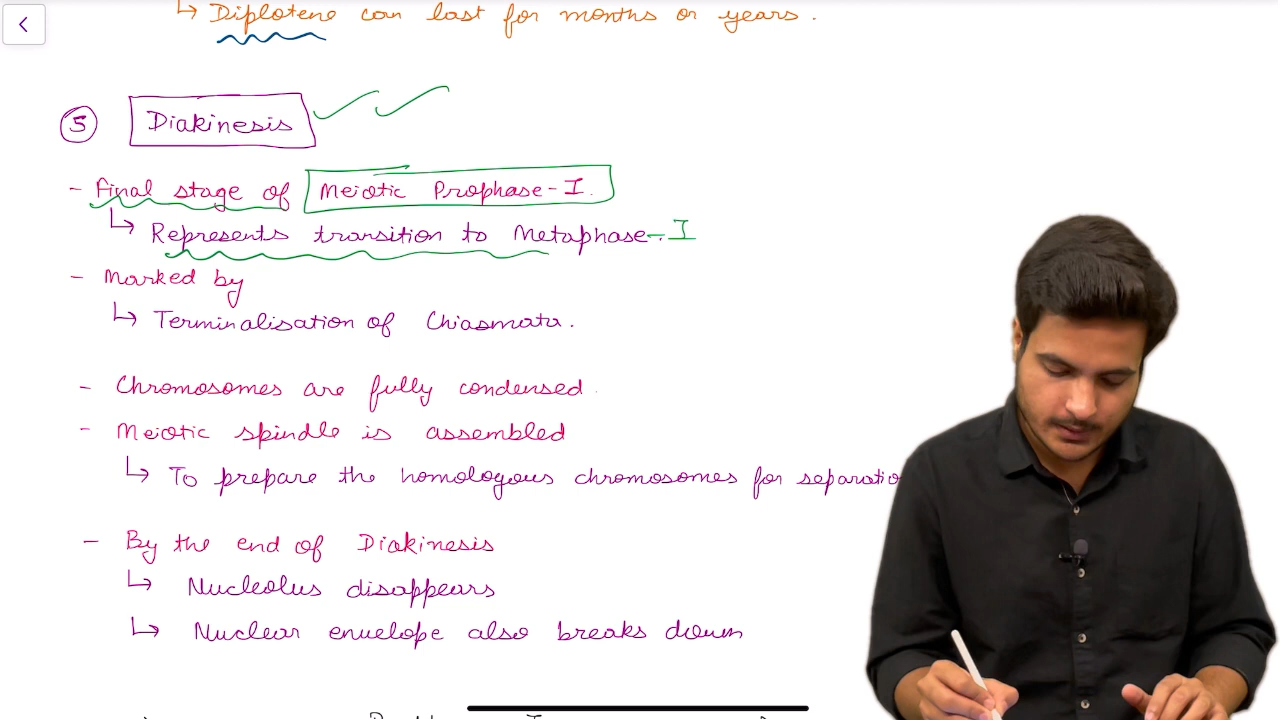 ↳ Diplotene can last for months or years.
⑤ Diakinesis
- Final stage of Meiotic Prophase-I.
↳ Represents transition to Metaphase-I
- Marked by
↳ Terminalisation of Chiasmata.
- Chromosomes are fully condensed.
- Meiotic spindle is assembled
↳ To prepare the homologous chromosomes for separatio
- By the end of Diakinesis
↳ Nucleolus disappears
↳ Nuclear envelope also breaks down